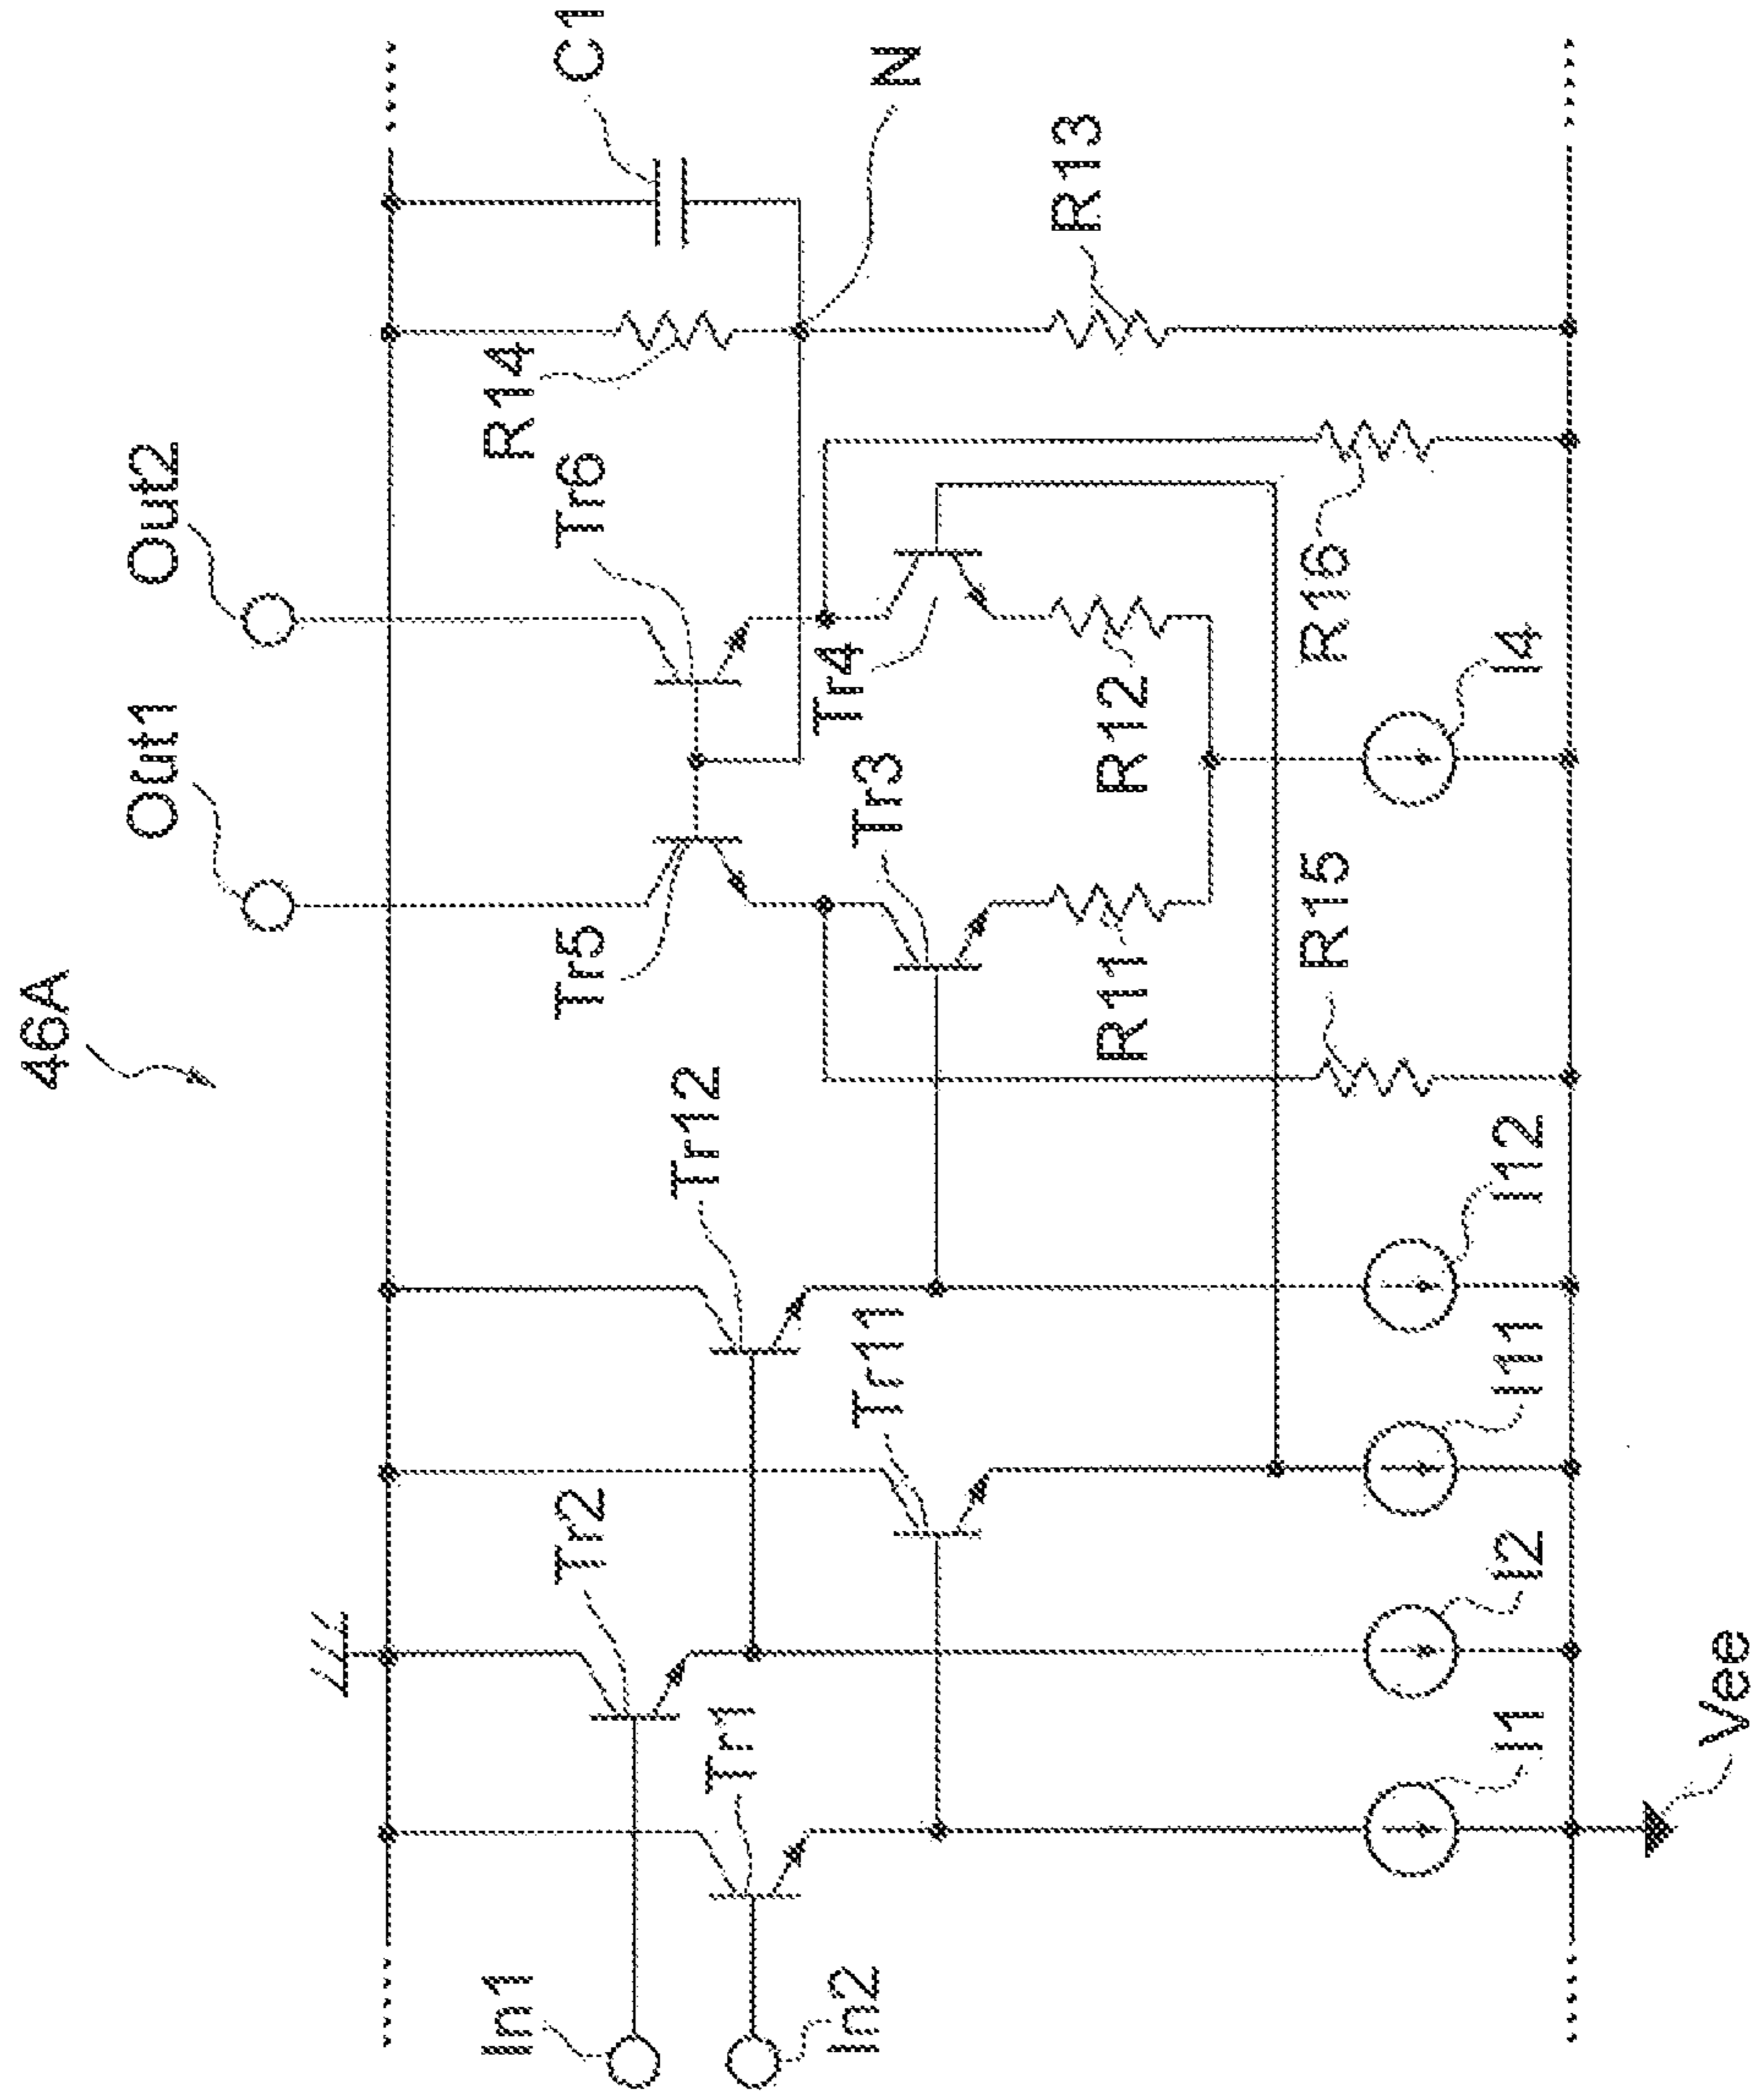 46A
Out1
Out2
C1
N
R14
Tr6
Tr5
R13
Tr4
Tr3
R12
R11
R16
I4
R15
Tr12
Tr11
Tr2
Tr1
I12
I11
I2
I1
In1
In2
Vee